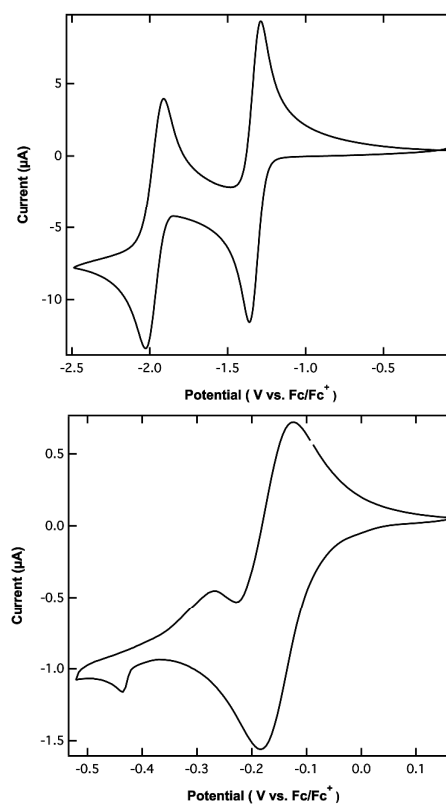 5
0
-5
-10
Current (µA)
-2.5 -2.0 -1.5 -1.0 -0.5
Potential ( V vs. Fc/Fc+ )
0.5
0.0
-0.5
-1.0
-1.5
Current (µA)
-0.5 -0.4 -0.3 -0.2 -0.1 0.0 0.1
Potential ( V vs. Fc/Fc+ )